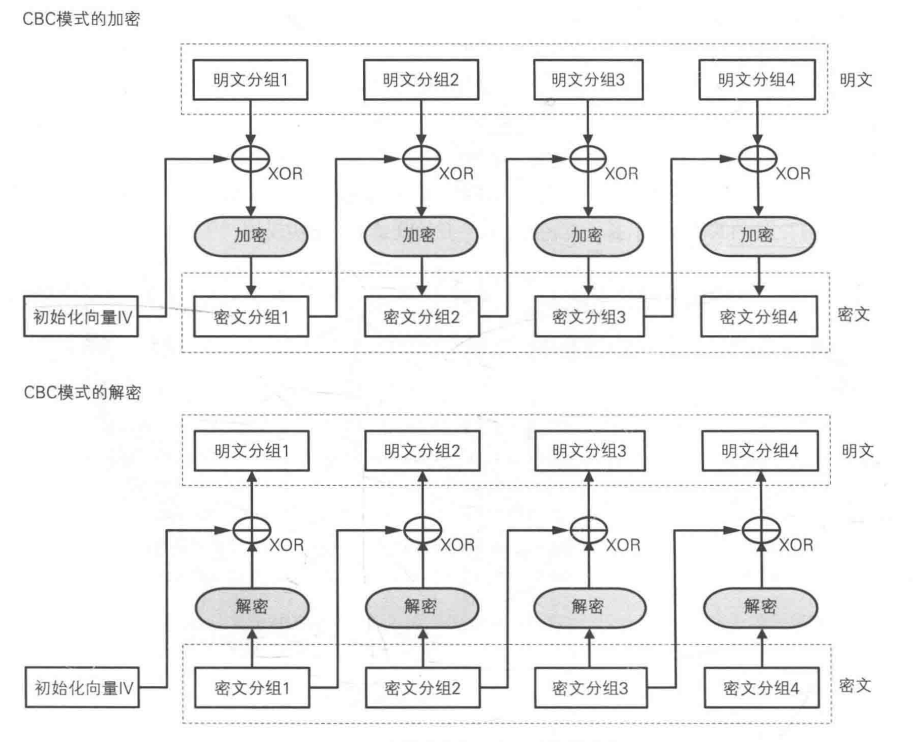 CBC模式的加密
明文分组1 明文分组2 明文分组3 明文分组4 明文
XOR XOR XOR XOR
加密 加密 加密 加密
初始化向量IV 密文分组1 密文分组2 密文分组3 密文分组4 密文
CBC模式的解密
明文分组1 明文分组2 明文分组3 明文分组4 明文
XOR XOR XOR XOR
解密 解密 解密 解密
初始化向量IV 密文分组1 密文分组2 密文分组3 密文分组4 密文